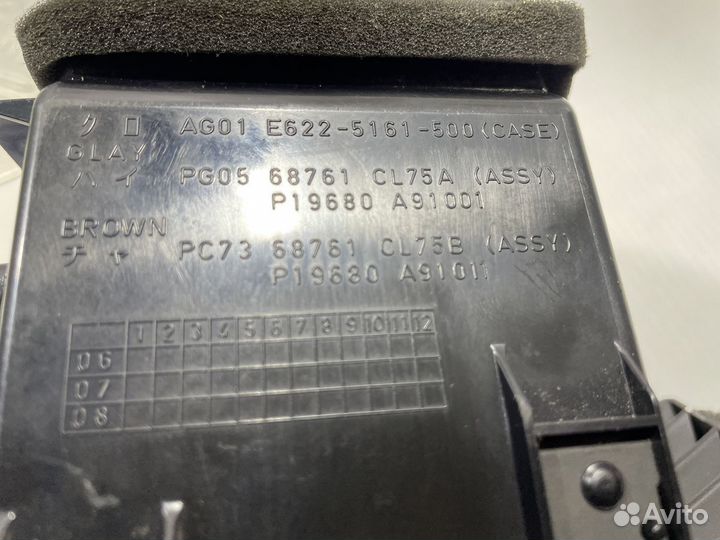 クロ AG01 E622-5161-500 (CASE)
GLAY
ハイ PG05 68761 CL75A (ASSY)
P19680 A91001
BROWN
チャ PC73 68761 CL75B (ASSY)
P19680 A91011
1 2 3 4 5 6 7 8 9 10 11 12
06
07
08
Avito